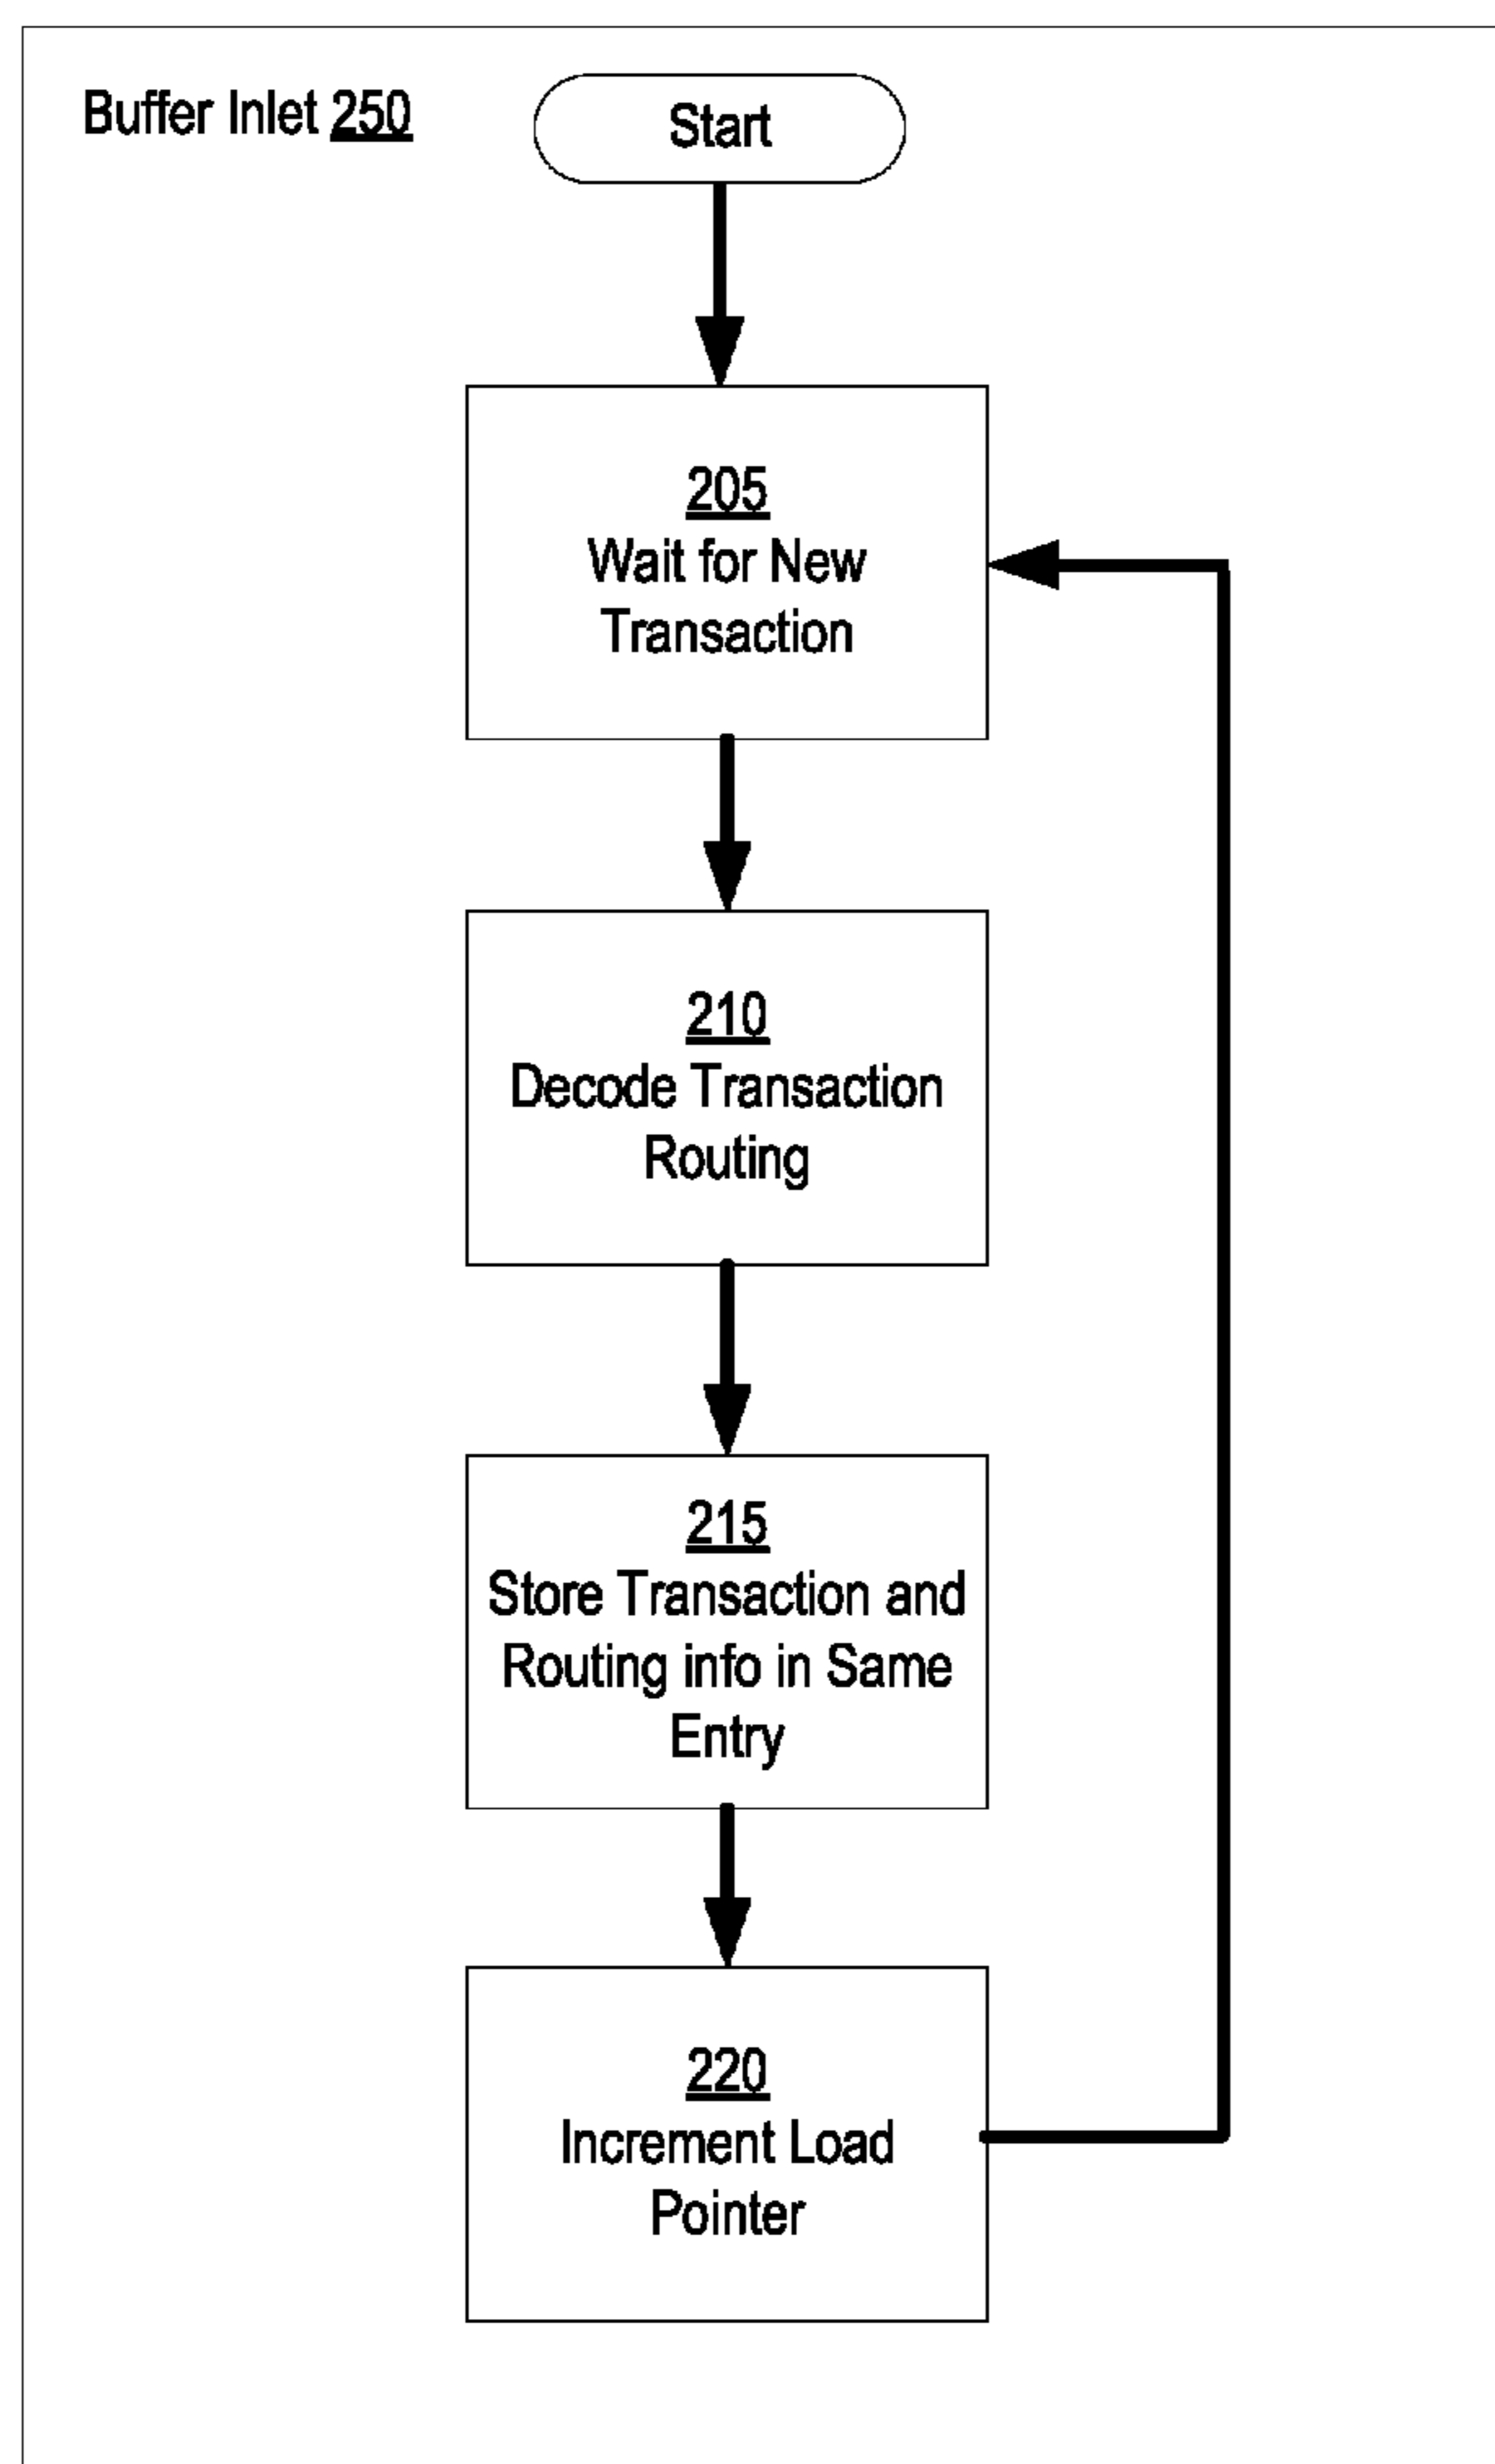 Buffer Inlet 250
Start
205
Wait for New
Transaction
210
Decode Transaction
Routing
215
Store Transaction and
Routing info in Same
Entry
220
Increment Load
Pointer